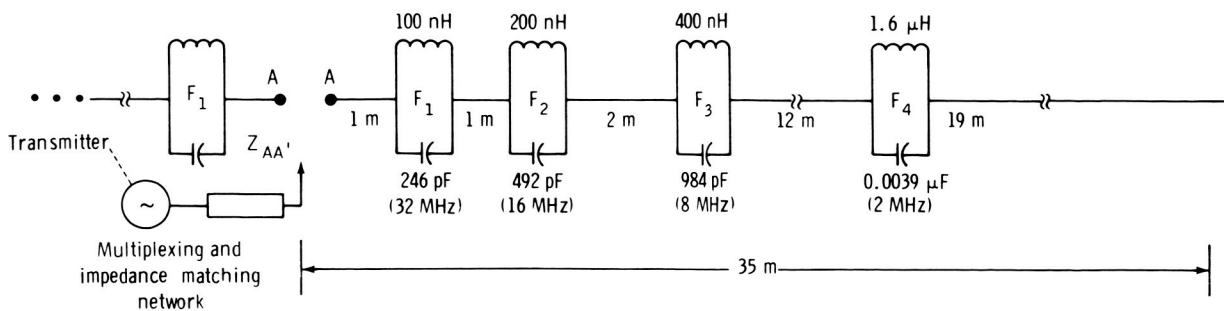 100 nH
200 nH
400 nH
1.6 μH
A
A
F1
F1
F2
F3
F4
1 m
1 m
2 m
12 m
19 m
Transmitter
ZAA'
246 pF
(32 MHz)
492 pF
(16 MHz)
984 pF
(8 MHz)
0.0039 μF
(2 MHz)
~
Multiplexing and
impedance matching
network
35 m